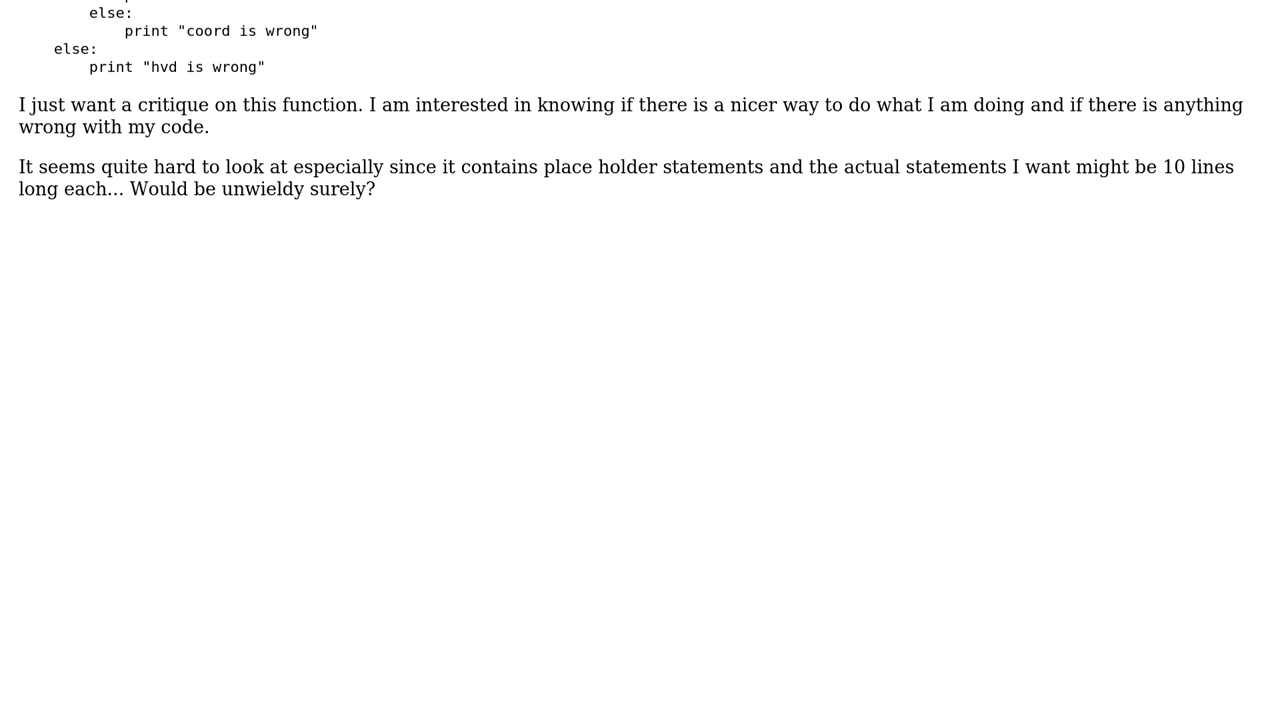 else:
print "coord is wrong"
else:
print "hvd is wrong"
I just want a critique on this function. I am interested in knowing if there is a nicer way to do what I am doing and if there is anything
wrong with my code.
It seems quite hard to look at especially since it contains place holder statements and the actual statements I want might be 10 lines
long each... Would be unwieldy surely?